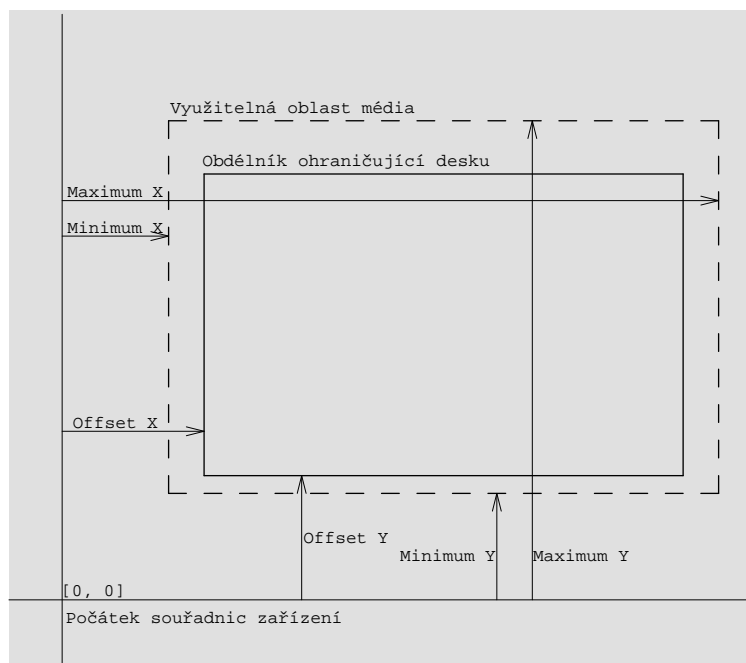 Využitelná oblast média
Obdélník ohraničující desku
Maximum X
Minimum X
Offset X
Offset Y
Minimum Y
Maximum Y
[0, 0]
Počátek souřadnic zařízení